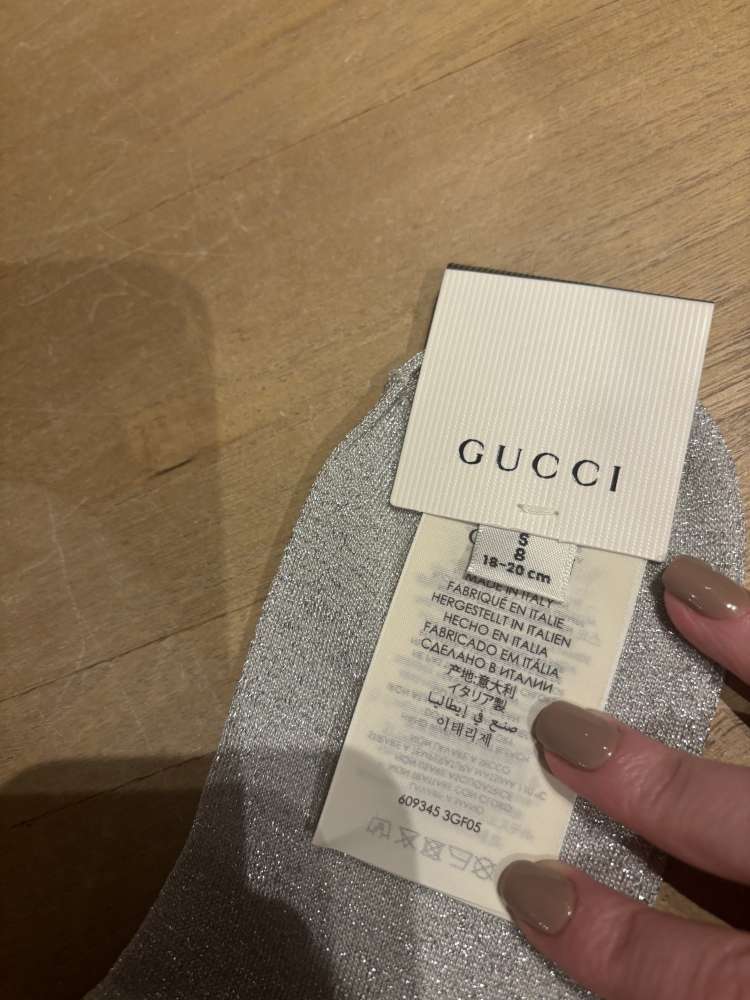 GUCCI
S
8
18-20 cm
MADE IN ITALY
FABRIQUÉ EN ITALIE
HERGESTELLT IN ITALIEN
HECHO EN ITALIA
FABRICADO EM ITÁLIA
СДЕЛАНО В ИТАЛИИ
产地:意大利
イタリア製
صنع في إيطاليا
이태리제
609345 3GF05